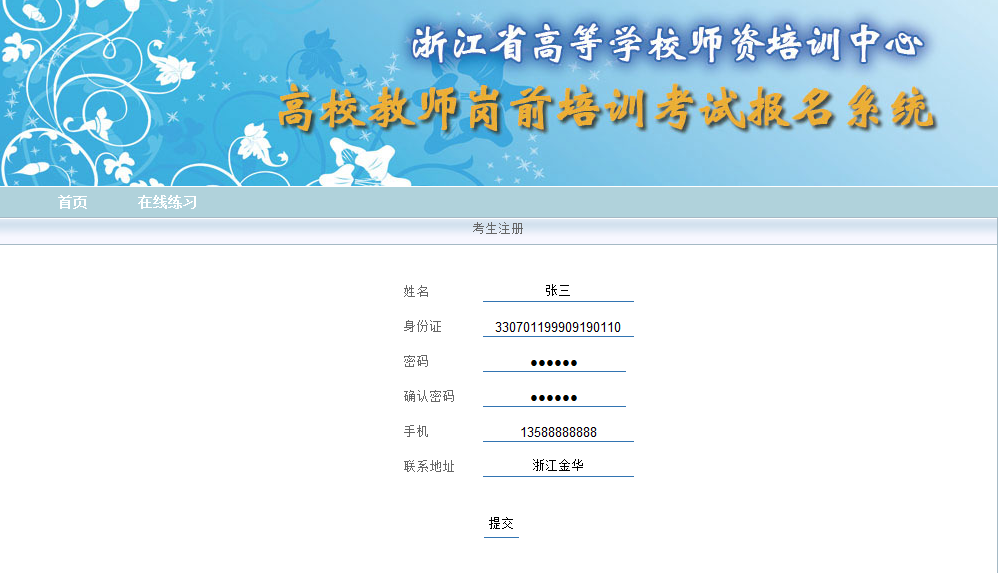 浙江省高等学校师资培训中心
高校教师岗前培训考试报名系统
首页 在线练习
考生注册
姓名 张三
身份证 330701199909190110
密码 ●●●●●●
确认密码 ●●●●●●
手机 13588888888
联系地址 浙江金华
提交